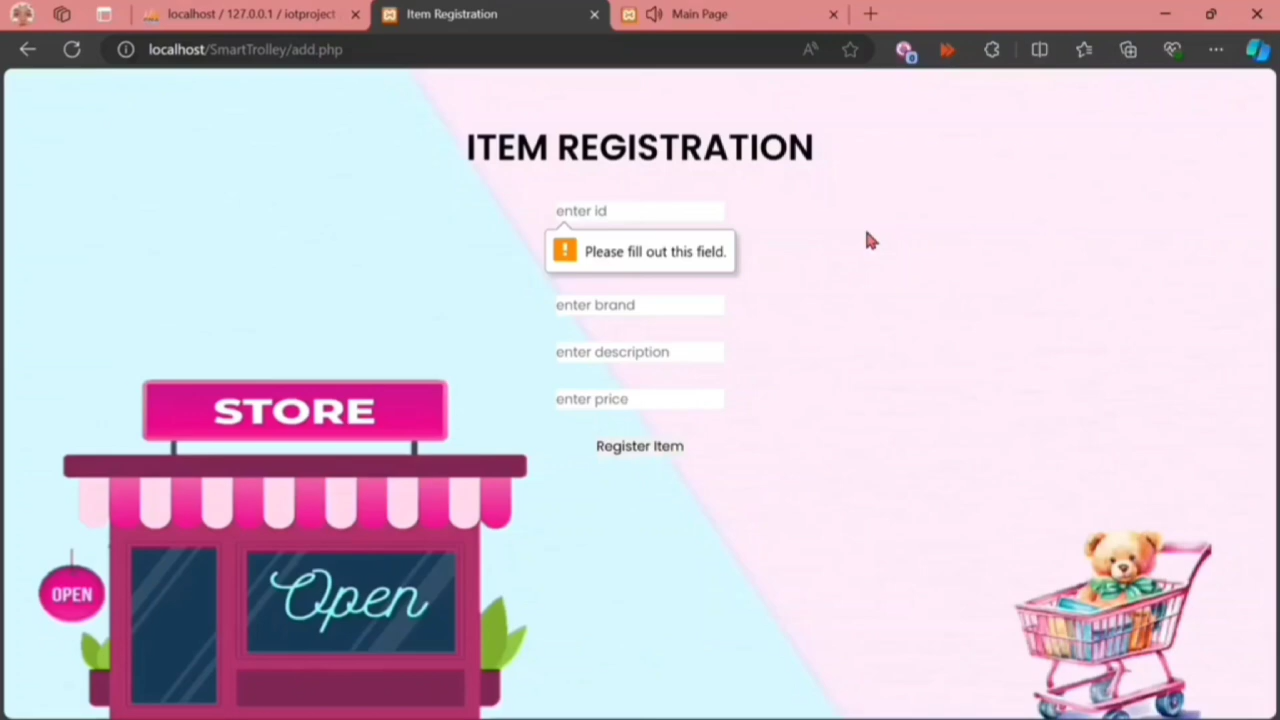 localhost / 127.0.0.1 / iotproject
Item Registration
Main Page
localhost/SmartTrolley/add.php
ITEM REGISTRATION
enter id
Please fill out this field.
enter brand
enter description
enter price
Register Item
STORE
Open
OPEN